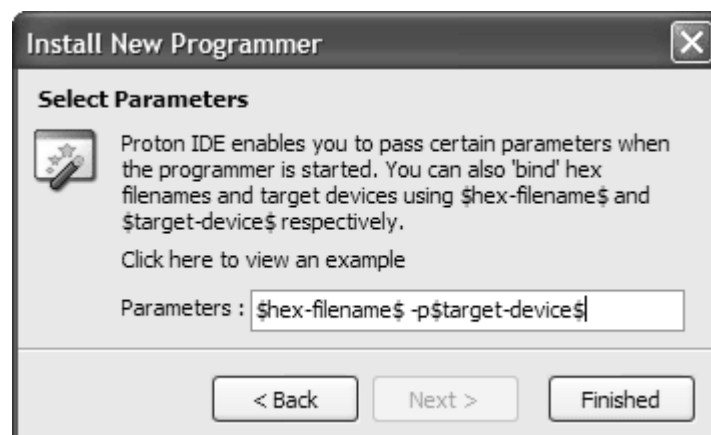 Install New Programmer
Select Parameters
Proton IDE enables you to pass certain parameters when
the programmer is started. You can also 'bind' hex
filenames and target devices using $hex-filename$ and
$target-device$ respectively.
Click here to view an example
Parameters : $hex-filename$ -p$target-device$
< Back Next > Finished